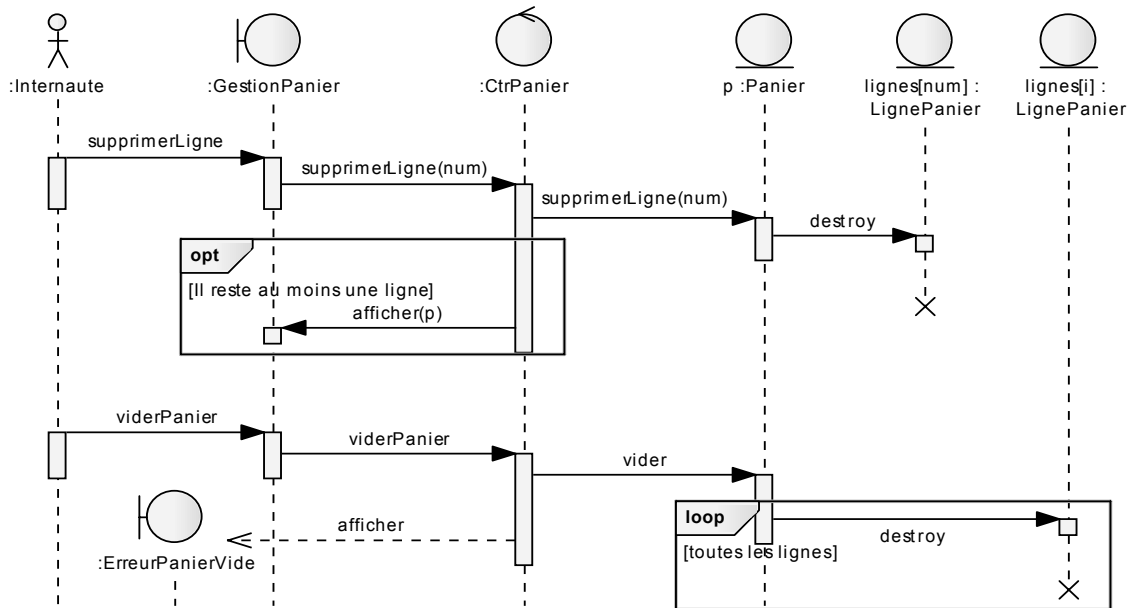 :Internaute
:GestionPanier
:CtrPanier
p :Panier
lignes[num] :
LignePanier
lignes[i] :
LignePanier
supprimerLigne
supprimerLigne(num)
supprimerLigne(num)
destroy
opt
[Il reste au moins une ligne]
afficher(p)
viderPanier
viderPanier
vider
loop
[toutes les lignes]
destroy
afficher
:ErreurPanierVide